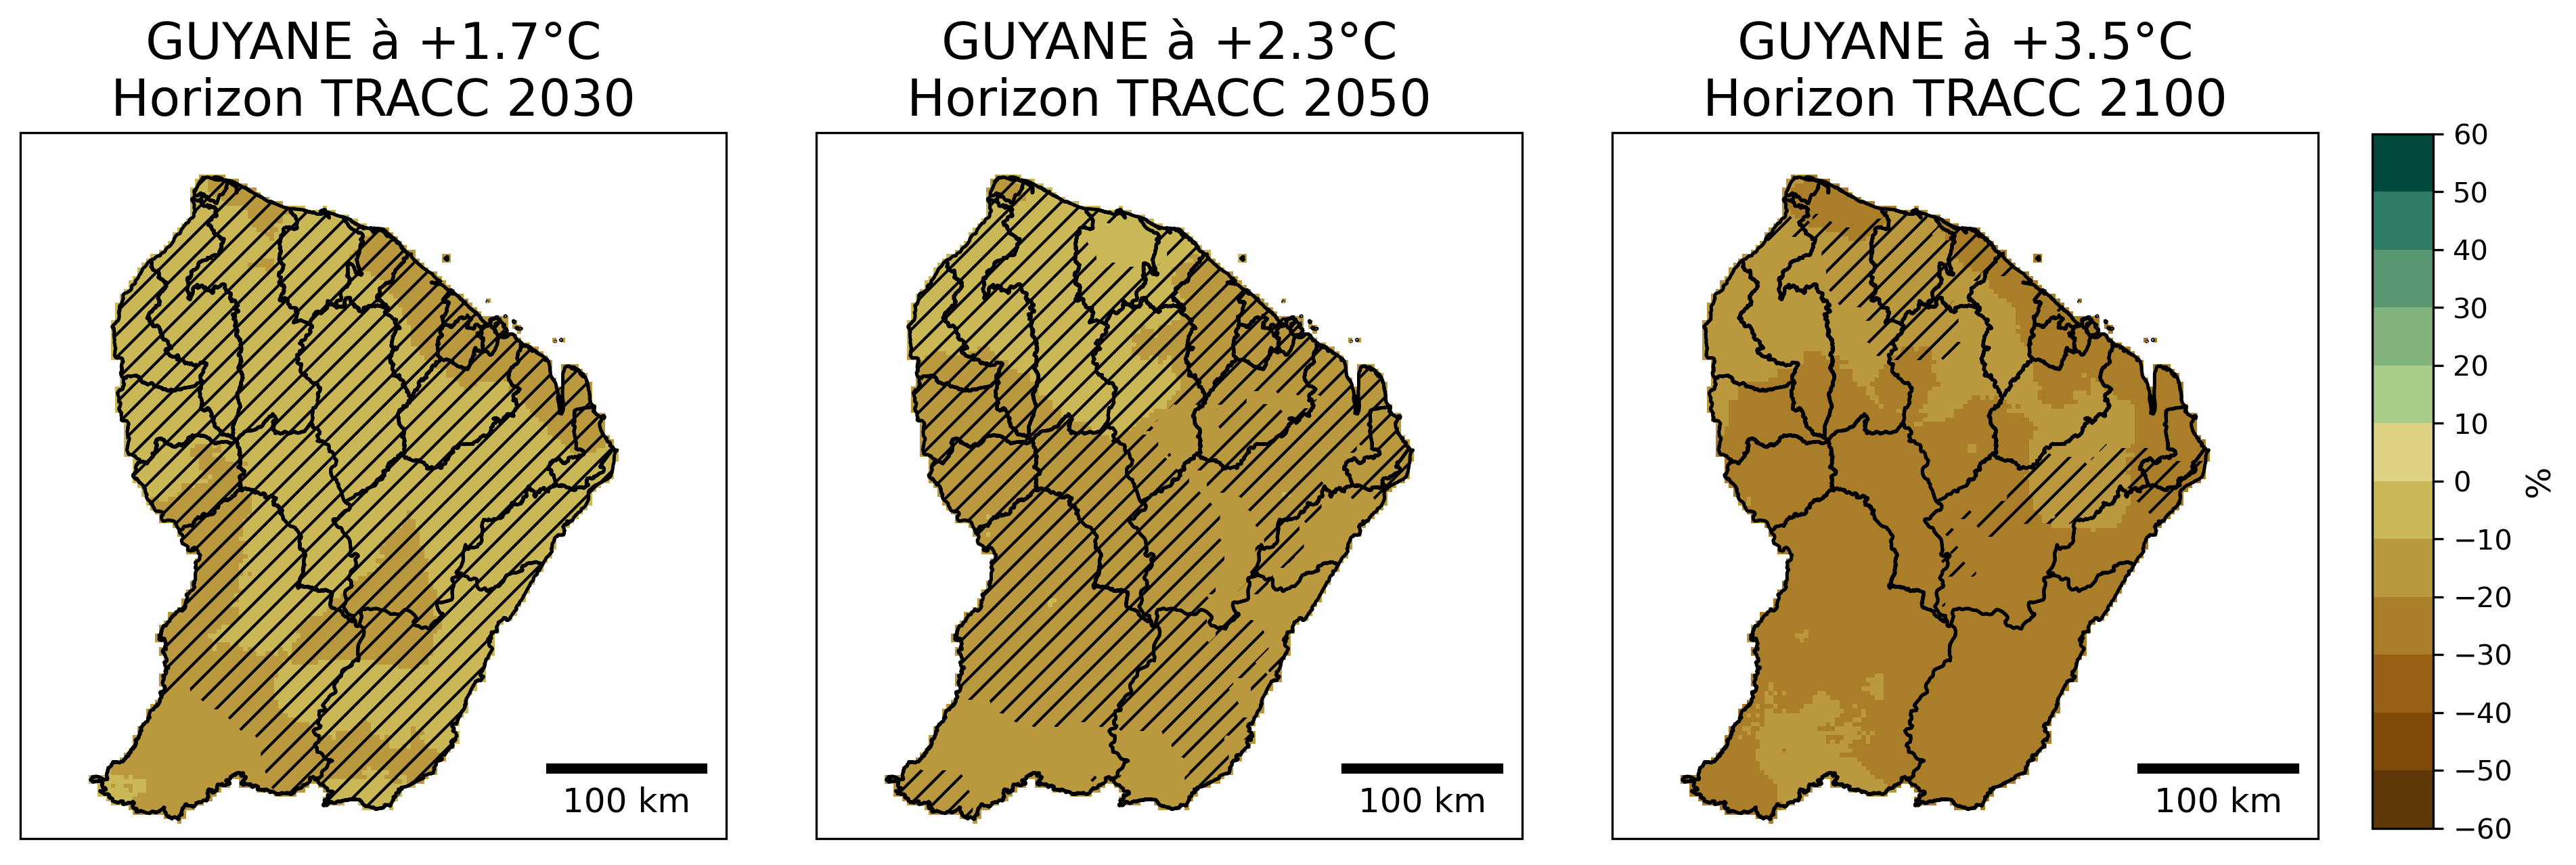 GUYANE à +1.7°C
Horizon TRACC 2030
GUYANE à +2.3°C
Horizon TRACC 2050
GUYANE à +3.5°C
Horizon TRACC 2100
100 km
100 km
100 km
60
50
40
30
20
10
0
−10
−20
−30
−40
−50
−60
%